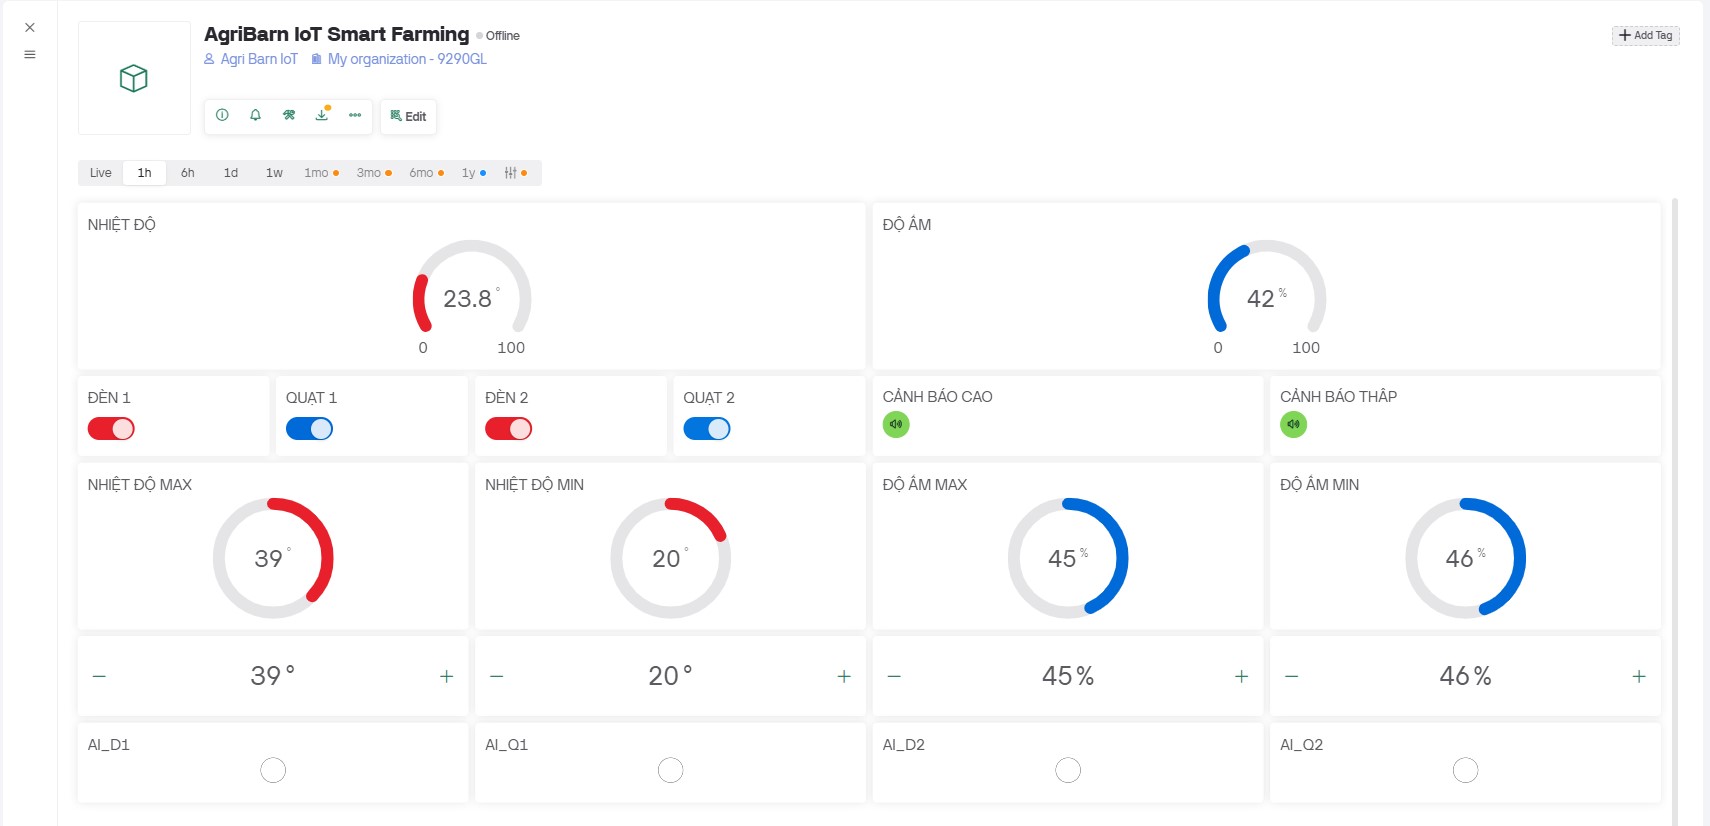 AgriBarn IoT Smart Farming Offline
Agri Barn IoT My organization - 9290GL
Add Tag
Edit
Live 1h 6h 1d 1w 1mo 3mo 6mo 1y
NHIỆT ĐỘ
23.8 °
0 100
ĐỘ ẨM
42 %
0 100
ĐÈN 1
QUẠT 1
ĐÈN 2
QUẠT 2
CẢNH BÁO CAO
CẢNH BÁO THẤP
NHIỆT ĐỘ MAX
39 °
NHIỆT ĐỘ MIN
20 °
ĐỘ ẨM MAX
45 %
ĐỘ ẨM MIN
46 %
− 39° +
− 20° +
− 45% +
− 46% +
AI_D1
AI_Q1
AI_D2
AI_Q2